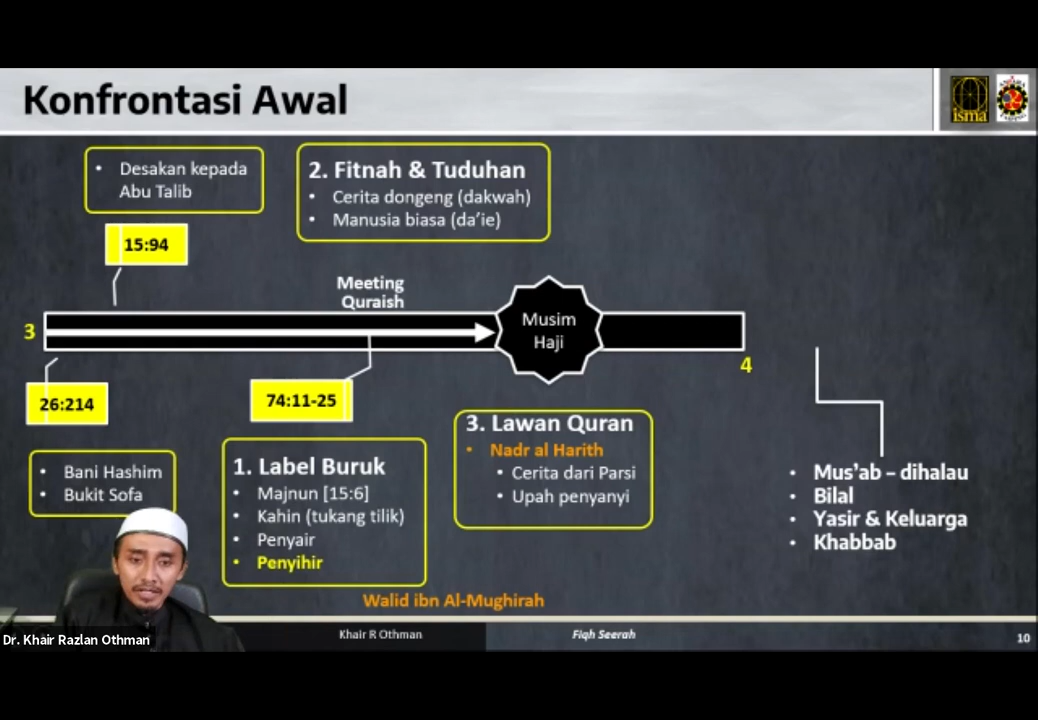 Konfrontasi Awal
isma
• Desakan kepada
Abu Talib
2. Fitnah & Tuduhan
• Cerita dongeng (dakwah)
• Manusia biasa (da’ie)
15:94
Meeting
Quraish
3
Musim
Haji
4
26:214
74:11-25
• Bani Hashim
• Bukit Sofa
1. Label Buruk
• Majnun [15:6]
• Kahin (tukang tilik)
• Penyair
• Penyihir
3. Lawan Quran
• Nadr al Harith
• Cerita dari Parsi
• Upah penyanyi
• Mus’ab – dihalau
• Bilal
• Yasir & Keluarga
• Khabbab
Walid ibn Al-Mughirah
Dr. Khair Razlan Othman
Khair R Othman
Fiqh Seerah
10